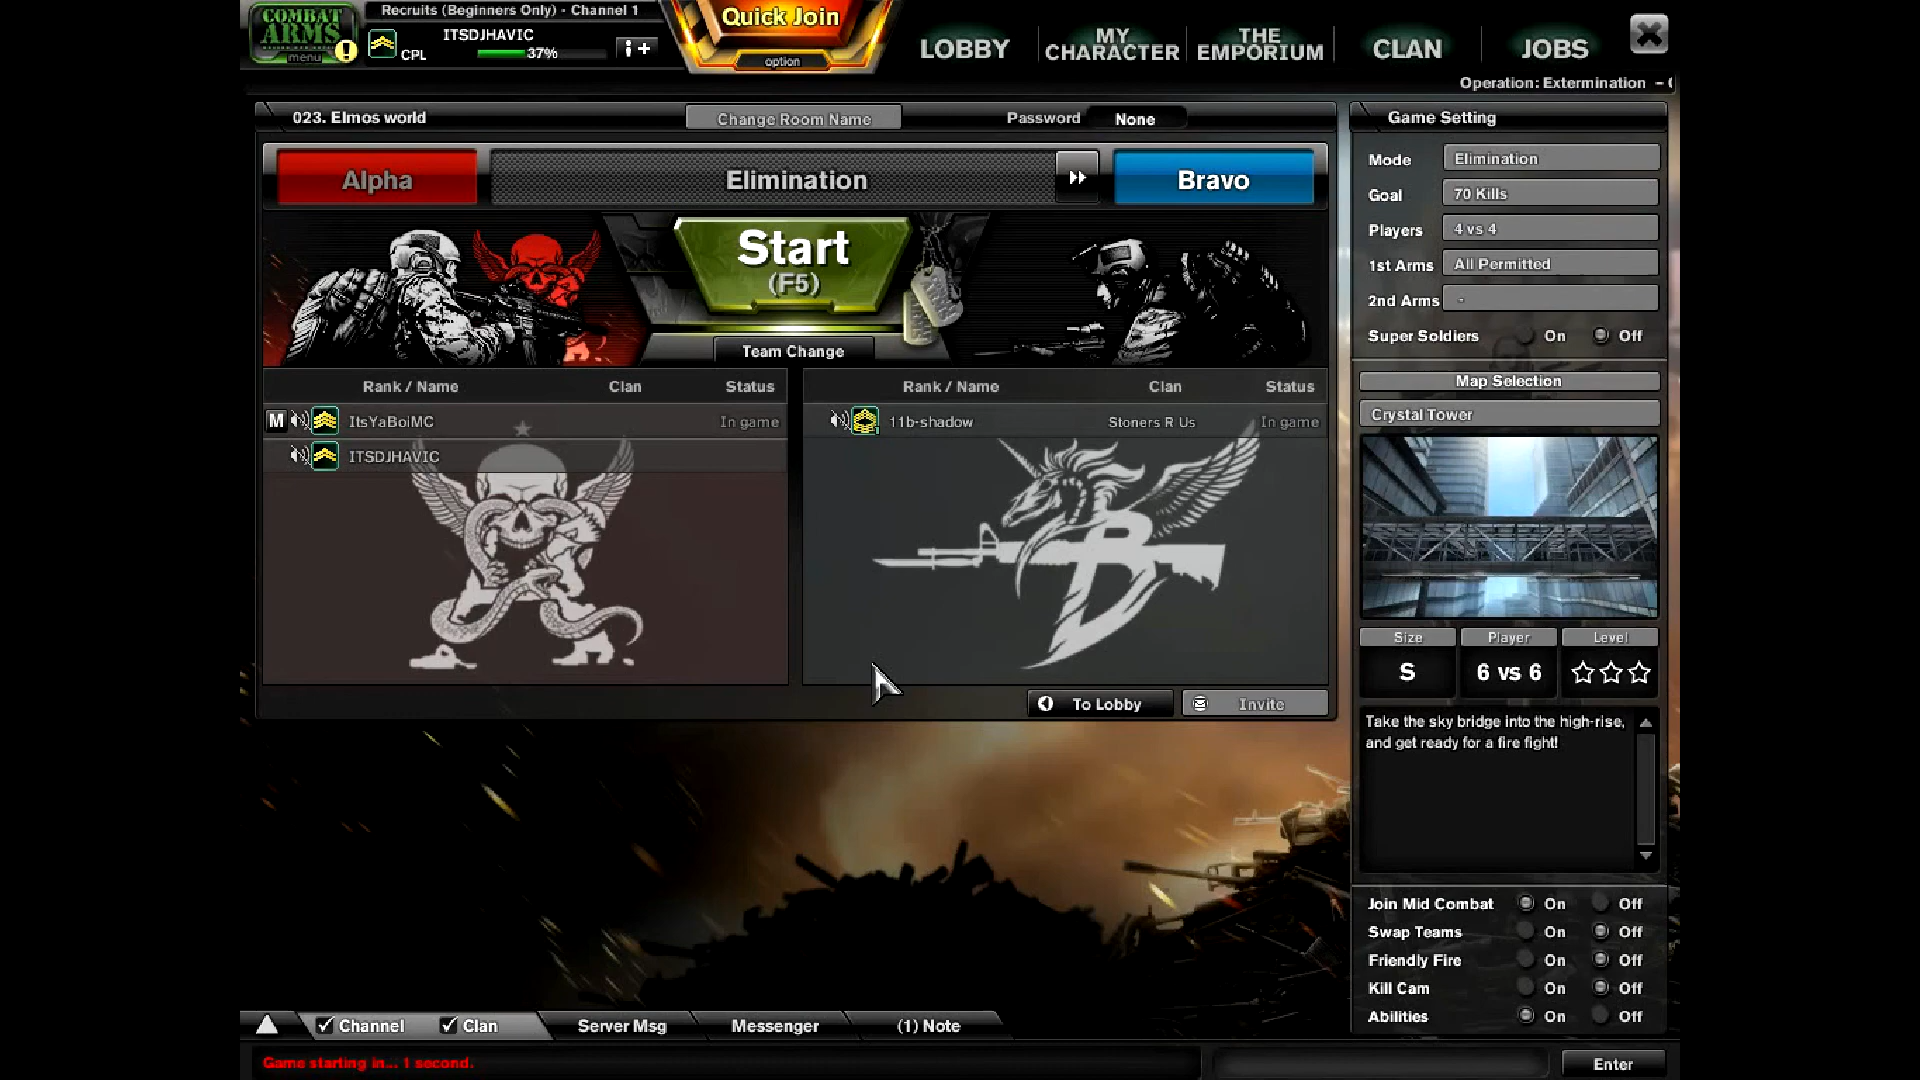 COMBAT
ARMS
menu
Recruits (Beginners Only) - Channel 1
CPL
ITSDJHAVIC
37%
Quick Join
option
LOBBY
MY CHARACTER
THE EMPORIUM
CLAN
JOBS
Operation: Extermination -
023. Elmos world
Change Room Name
Password
None
Alpha
Elimination
Bravo
Start
(F5)
Team Change
Rank / Name Clan Status
M ItsYaBoiMC In game
ITSDJHAVIC
Rank / Name Clan Status
11b-shadow Stoners R Us In game
To Lobby
Invite
Game Setting
Mode Elimination
Goal 70 Kills
Players 4 vs 4
1st Arms All Permitted
2nd Arms -
Super Soldiers On Off
Map Selection
Crystal Tower
Size Player Level
S 6 vs 6
Take the sky bridge into the high-rise,
and get ready for a fire fight!
Join Mid Combat On Off
Swap Teams On Off
Friendly Fire On Off
Kill Cam On Off
Abilities On Off
Channel
Clan
Server Msg
Messenger
(1) Note
Game starting in... 1 second.
Enter